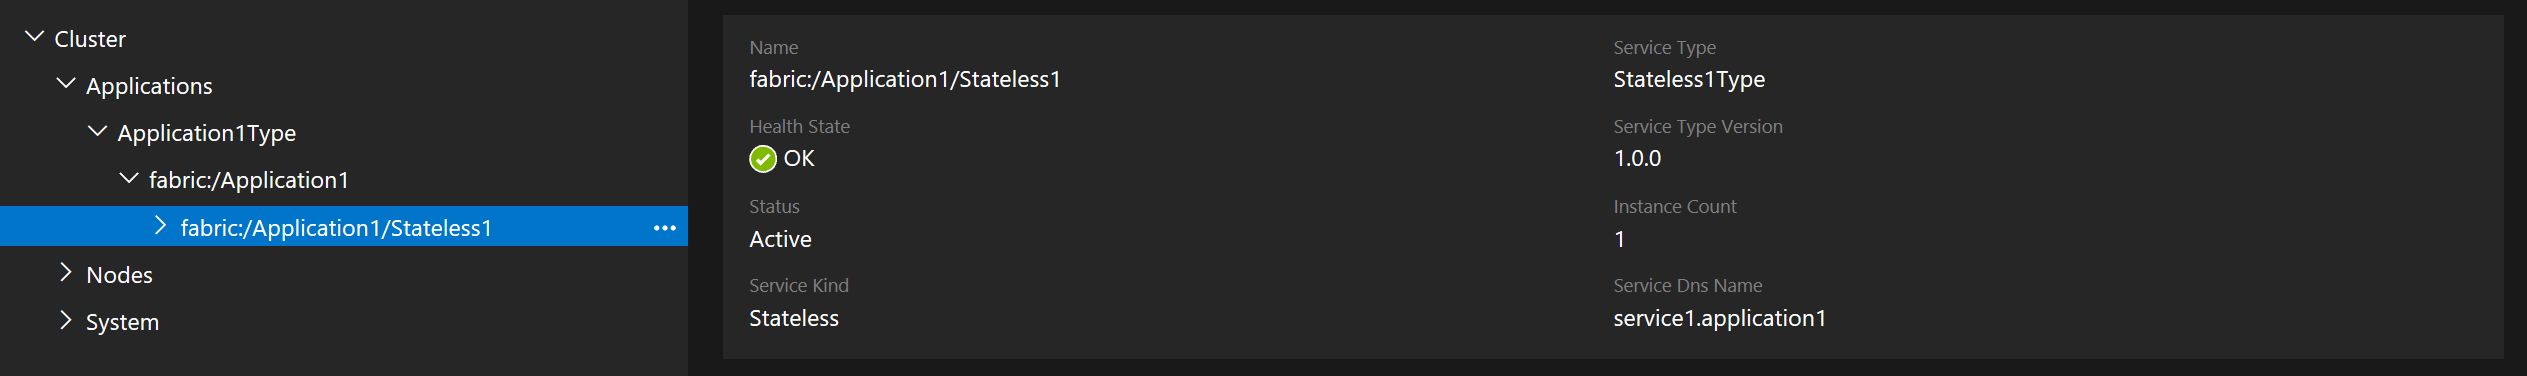 Cluster
Applications
Application1Type
fabric:/Application1
fabric:/Application1/Stateless1
Nodes
System
Name
fabric:/Application1/Stateless1
Health State
OK
Status
Active
Service Kind
Stateless
Service Type
Stateless1Type
Service Type Version
1.0.0
Instance Count
1
Service Dns Name
service1.application1